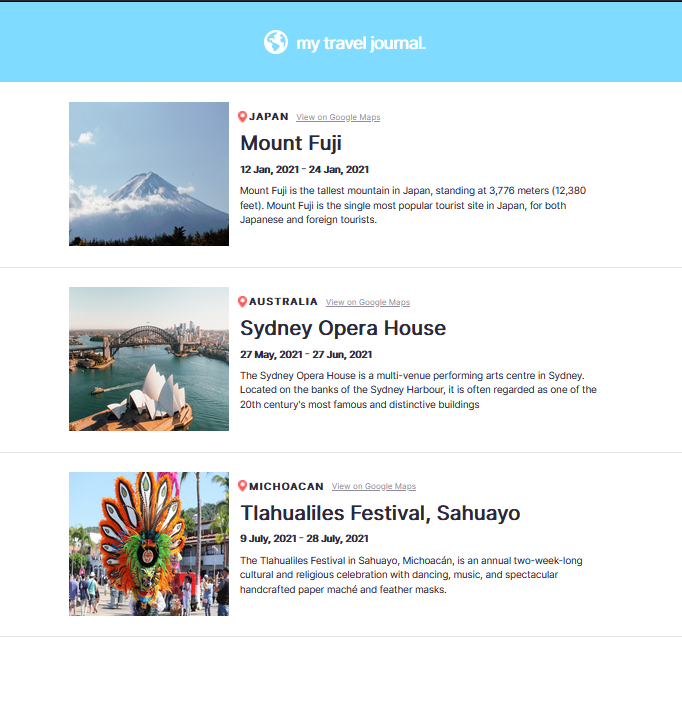 my travel journal.
JAPAN View on Google Maps
Mount Fuji
12 Jan, 2021 - 24 Jan, 2021
Mount Fuji is the tallest mountain in Japan, standing at 3,776 meters (12,380
feet). Mount Fuji is the single most popular tourist site in Japan, for both
Japanese and foreign tourists.
AUSTRALIA View on Google Maps
Sydney Opera House
27 May, 2021 - 27 Jun, 2021
The Sydney Opera House is a multi-venue performing arts centre in Sydney.
Located on the banks of the Sydney Harbour, it is often regarded as one of the
20th century's most famous and distinctive buildings
MICHOACAN View on Google Maps
Tlahualiles Festival, Sahuayo
9 July, 2021 - 28 July, 2021
The Tlahualiles Festival in Sahuayo, Michoacán, is an annual two-week-long
cultural and religious celebration with dancing, music, and spectacular
handcrafted paper maché and feather masks.